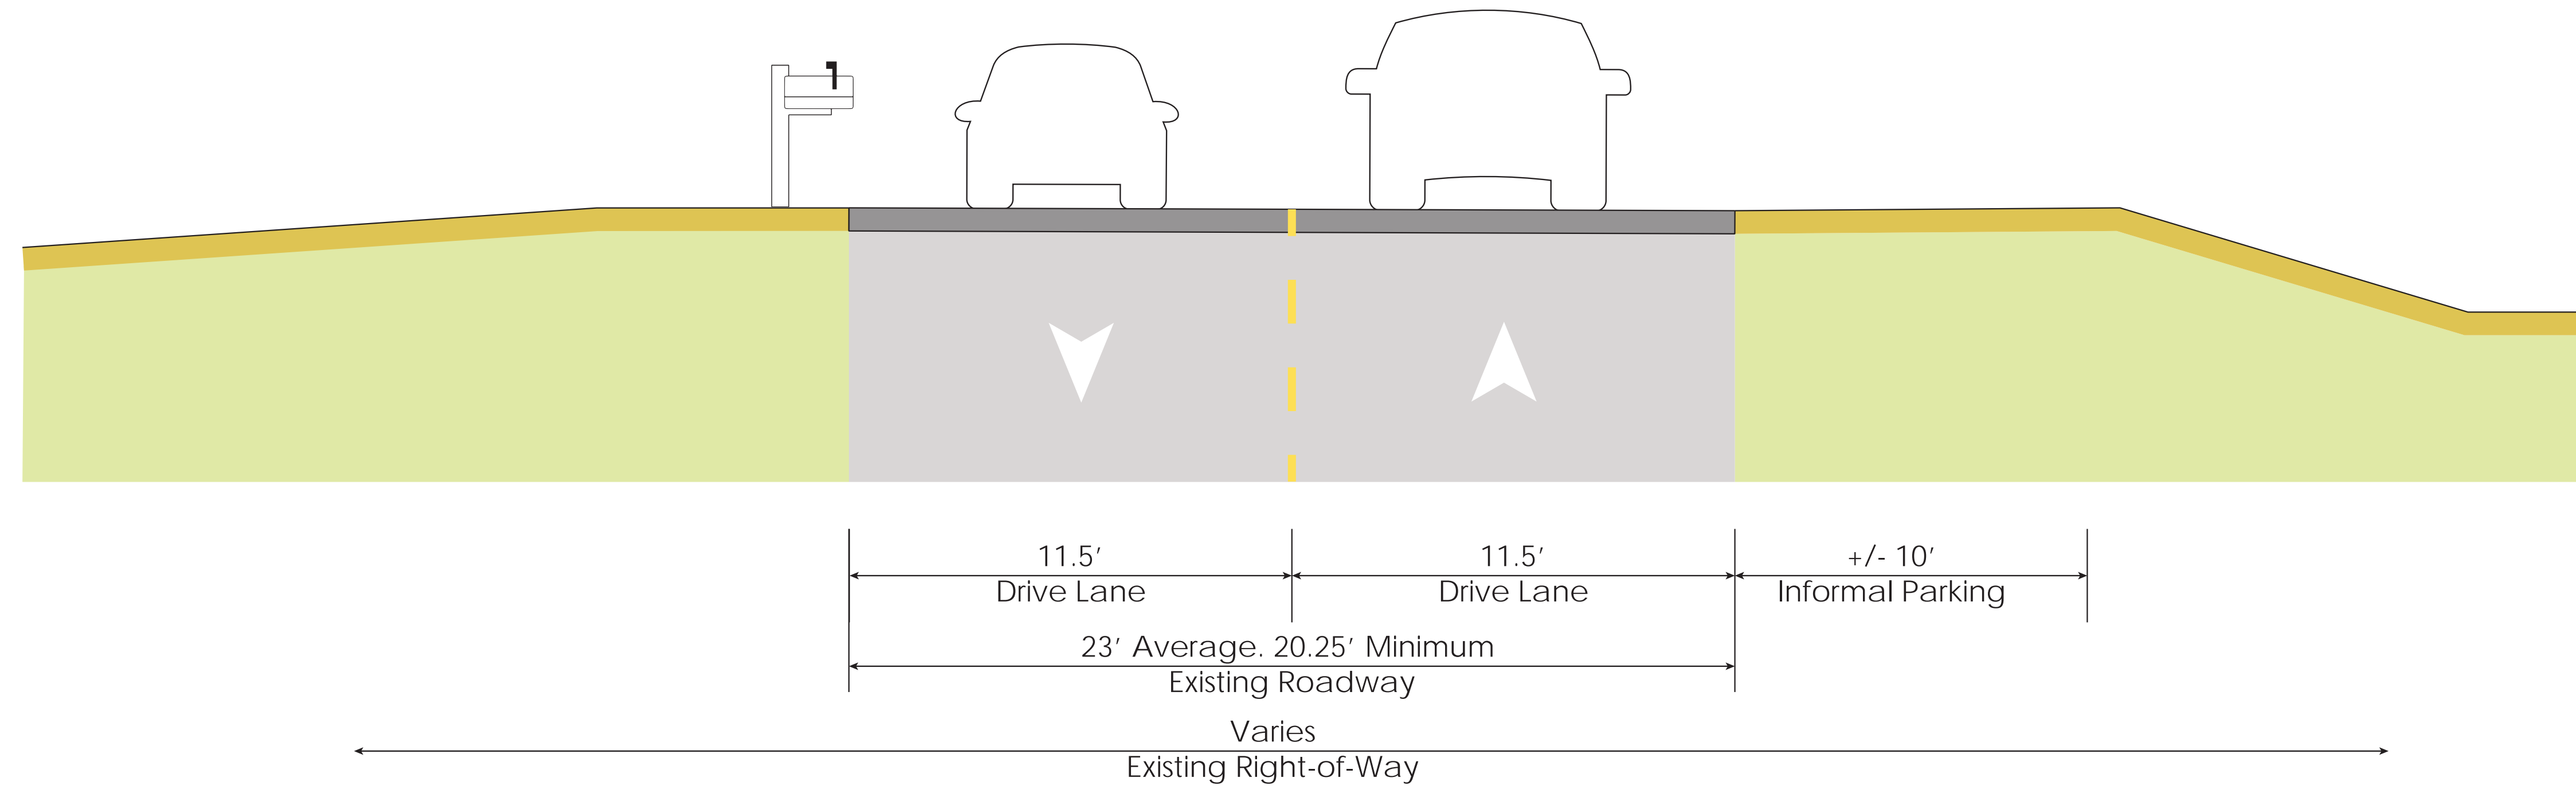 11.5’
Drive Lane
11.5’
Drive Lane
+/- 10’
Informal Parking
23’ Average. 20.25’ Minimum
Existing Roadway
Varies
Existing Right-of-Way